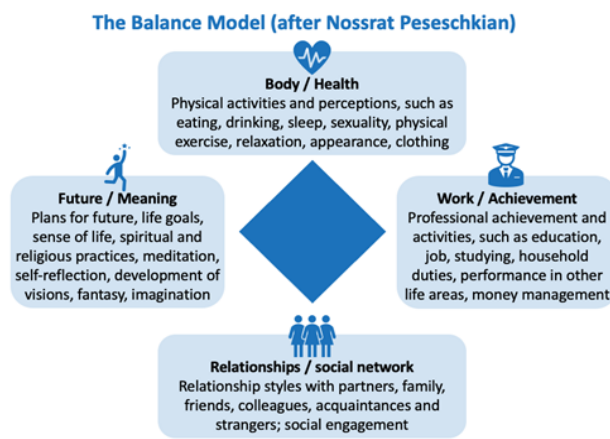 The Balance Model (after Nossrat Peseschkian)
Body / Health
Physical activities and perceptions, such as
eating, drinking, sleep, sexuality, physical
exercise, relaxation, appearance, clothing
Future / Meaning
Plans for future, life goals,
sense of life, spiritual and
religious practices, meditation,
self-reflection, development of
visions, fantasy, imagination
Work / Achievement
Professional achievement and
activities, such as education,
job, studying, household
duties, performance in other
life areas, money management
Relationships / social network
Relationship styles with partners, family,
friends, colleagues, acquaintances and
strangers; social engagement